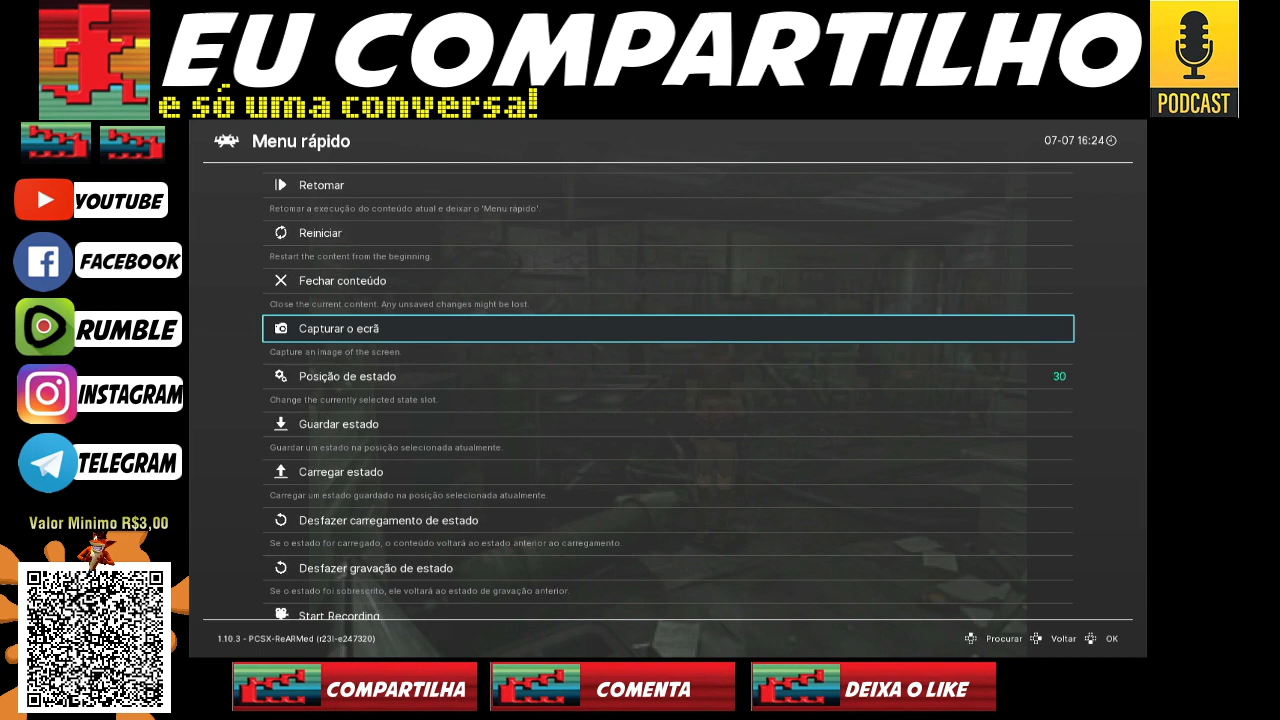 EU COMPARTILHO
e só uma conversa!
PODCAST
YOUTUBE
FACEBOOK
RUMBLE
INSTAGRAM
TELEGRAM
Valor Minimo R$3,00
Menu rápido
07-07 16:24
Retomar
Retomar a execução do conteúdo atual e deixar o 'Menu rápido'.
Reiniciar
Restart the content from the beginning.
Fechar conteúdo
Close the current content. Any unsaved changes might be lost.
Capturar o ecrã
Capture an image of the screen.
Posição de estado 30
Change the currently selected state slot.
Guardar estado
Guardar um estado na posição selecionada atualmente.
Carregar estado
Carregar um estado guardado na posição selecionada atualmente.
Desfazer carregamento de estado
Se o estado for carregado, o conteúdo voltará ao estado anterior ao carregamento.
Desfazer gravação de estado
Se o estado foi sobrescrito, ele voltará ao estado de gravação anterior.
Start Recording
1.10.3 - PCSX-ReARMed (r23l-e247320)
Procurar Voltar OK
COMPARTILHA
COMENTA
DEIXA O LIKE